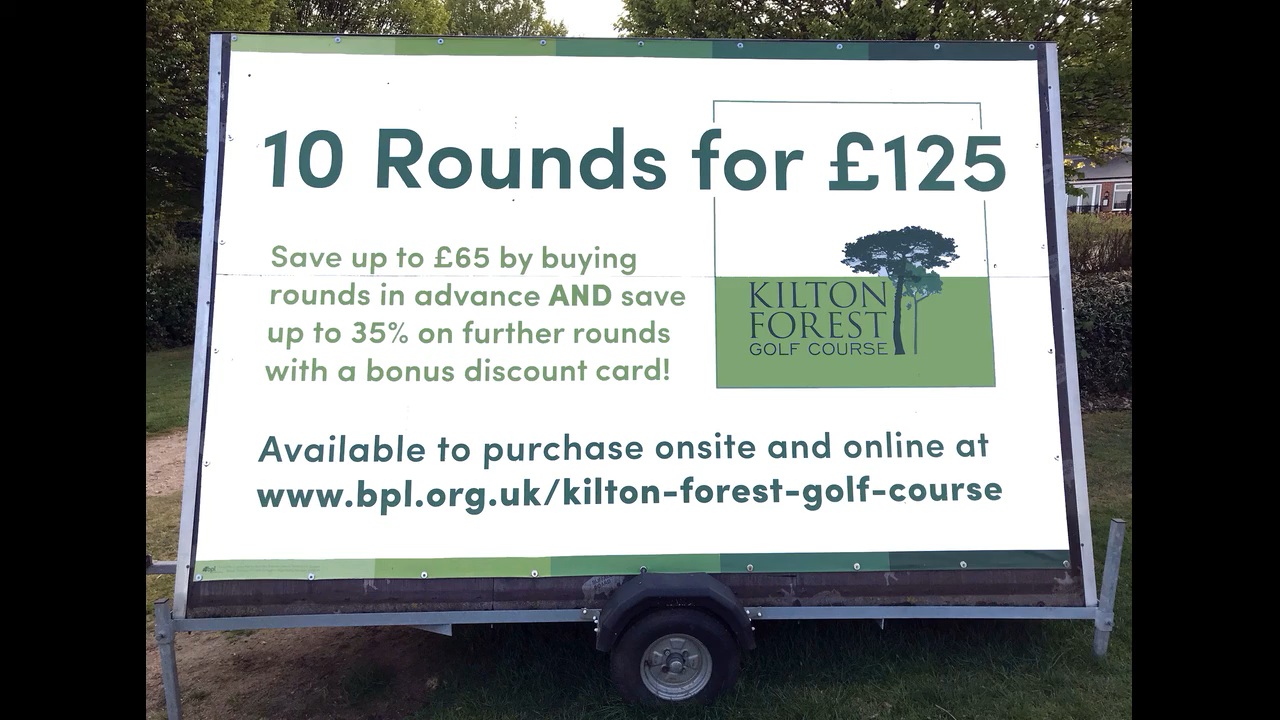 10 Rounds for £125
Save up to £65 by buying
rounds in advance AND save
up to 35% on further rounds
with a bonus discount card!
KILTON
FOREST
GOLF COURSE
Available to purchase onsite and online at
www.bpl.org.uk/kilton-forest-golf-course